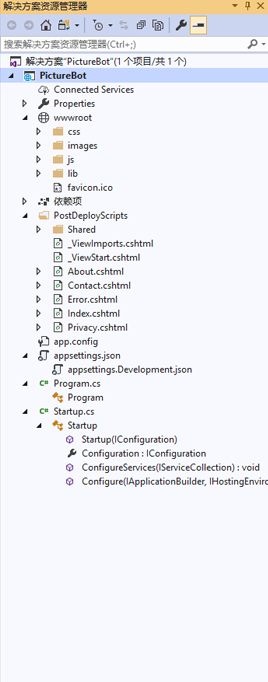 解决方案资源管理器
搜索解决方案资源管理器(Ctrl+;)
解决方案"PictureBot"(1 个项目/共 1 个)
PictureBot
Connected Services
Properties
wwwroot
css
images
js
lib
favicon.ico
依赖项
PostDeployScripts
Shared
_ViewImports.cshtml
_ViewStart.cshtml
About.cshtml
Contact.cshtml
Error.cshtml
Index.cshtml
Privacy.cshtml
app.config
appsettings.json
appsettings.Development.json
Program.cs
Program
Startup.cs
Startup
Startup(IConfiguration)
Configuration : IConfiguration
ConfigureServices(IServiceCollection) : void
Configure(IApplicationBuilder, IHostingEnviro